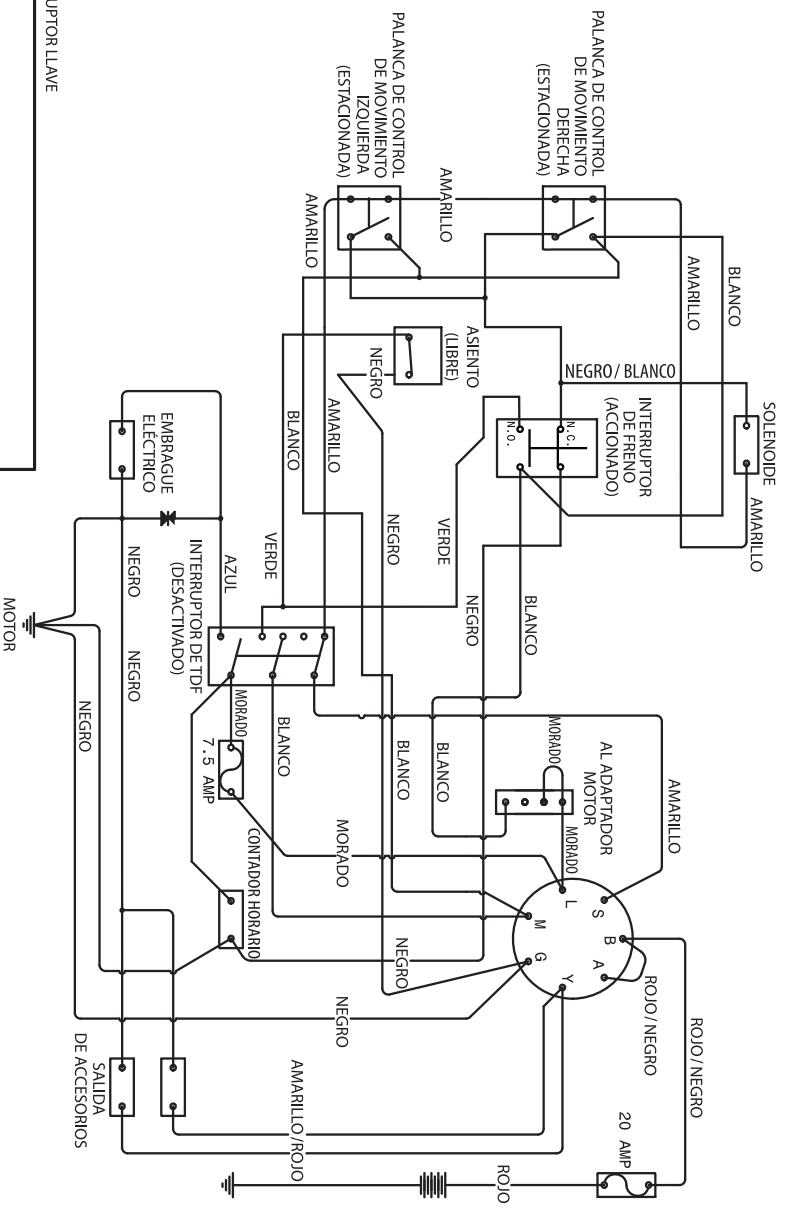 ROJO
20 AMP
ROJO / NEGRO
ROJO / NEGRO
AMARILLO
SOLENOIDE
AMARILLO
BLANCO
AMARILLO
NEGRO / BLANCO
INTERRUPTOR
DE FRENO
(ACCIONADO)
N.C.
N.O.
PALANCA DE CONTROL
DE MOVIMIENTO
DERECHA
(ESTACIONADA)
AMARILLO
PALANCA DE CONTROL
DE MOVIMIENTO
IZQUIERDA
(ESTACIONADA)
AMARILLO
ASIENTO
(LIBRE)
NEGRO
BLANCO
AMARILLO
NEGRO
VERDE
NEGRO
BLANCO
BLANCO
BLANCO
AL ADAPTADOR
MOTOR
MORADO
MORADO
S
B
A
L
M
G
Y
VERDE
AZUL
INTERRUPTOR DE TDF
(DESACTIVADO)
MORADO
7.5 AMP
BLANCO
MORADO
CONTADOR HORARIO
NEGRO
NEGRO
AMARILLO / ROJO
SALIDA
DE ACCESORIOS
EMBRAGUE
ELÉCTRICO
NEGRO
NEGRO
NEGRO
MOTOR
UPTOR LLAVE